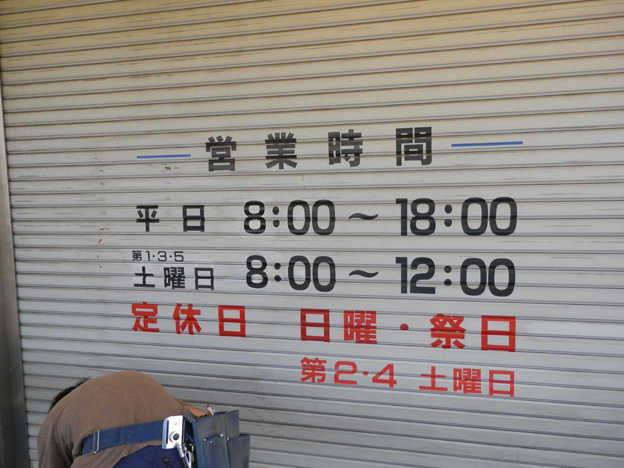 営業時間
平日 8:00～18:00
第1・3・5
土曜日 8:00～12:00
定休日 日曜・祭日
第2・4 土曜日